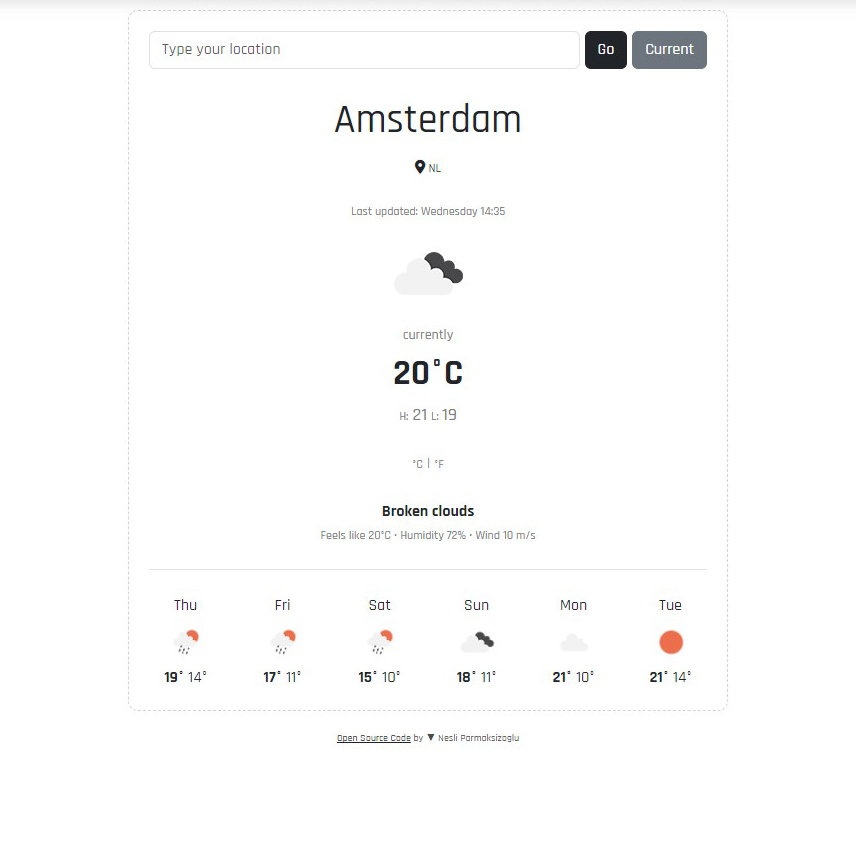 Type your location Go Current
Amsterdam
NL
Last updated: Wednesday 14:35
currently
20°C
H: 21 L: 19
°C | °F
Broken clouds
Feels like 20°C · Humidity 72% · Wind 10 m/s
Thu Fri Sat Sun Mon Tue
19° 14° 17° 11° 15° 10° 18° 11° 21° 10° 21° 14°
Open Source Code by ▼ Nesli Parmaksizoglu